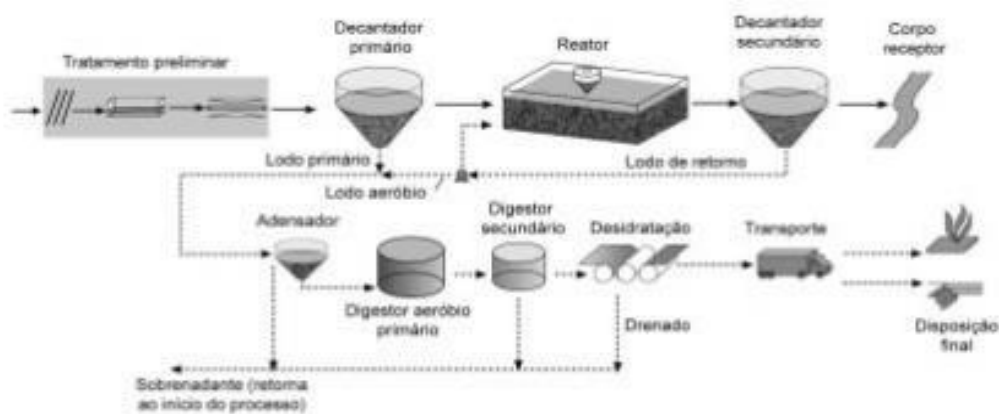 Tratamento preliminar
Decantador
primário
Reator
Decantador
secundário
Corpo
receptor
Lodo primário
Lodo aeróbio
Lodo de retorno
Adensador
Digestor aeróbio
primário
Digestor
secundário
Desidratação
Transporte
Drenado
Disposição
final
Sobrenadante (retorna
ao início do processo)